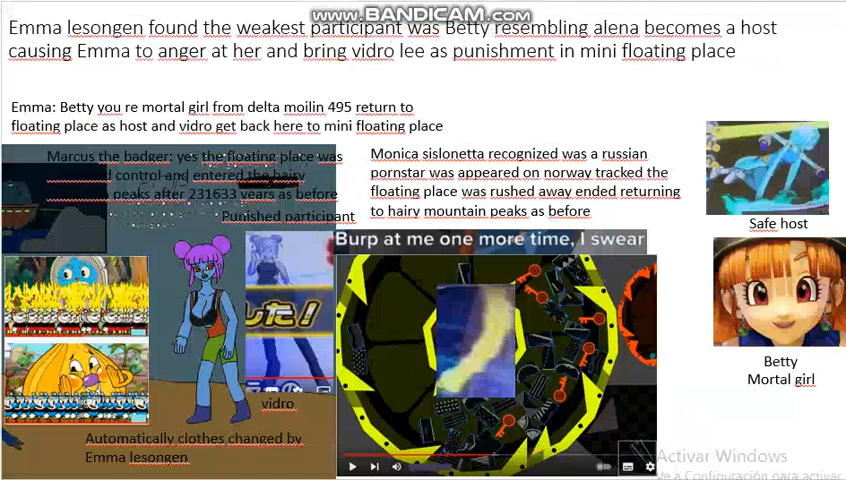 www.BANDICAM.com
Emma lesongen found the weakest participant was Betty resembling alena becomes a host
causing Emma to anger at her and bring vidro lee as punishment in mini floating place
Emma: Betty you re mortal girl from delta moilin 495 return to
floating place as host and vidro get back here to mini floating place
Marcus the badger: yes the floating place was
control and entered the hairy
peaks after 231633 years as before
Punished participant
Monica sislonetta recognized was a russian
pornstar was appeared on norway tracked the
floating place was rushed away ended returning
to hairy mountain peaks as before
Safe host
Burp at me one more time, I swear
した!
vidro
Betty
Mortal girl
Automatically clothes changed by
Emma lesongen
Activar Windows
Ve a Configuración para activar